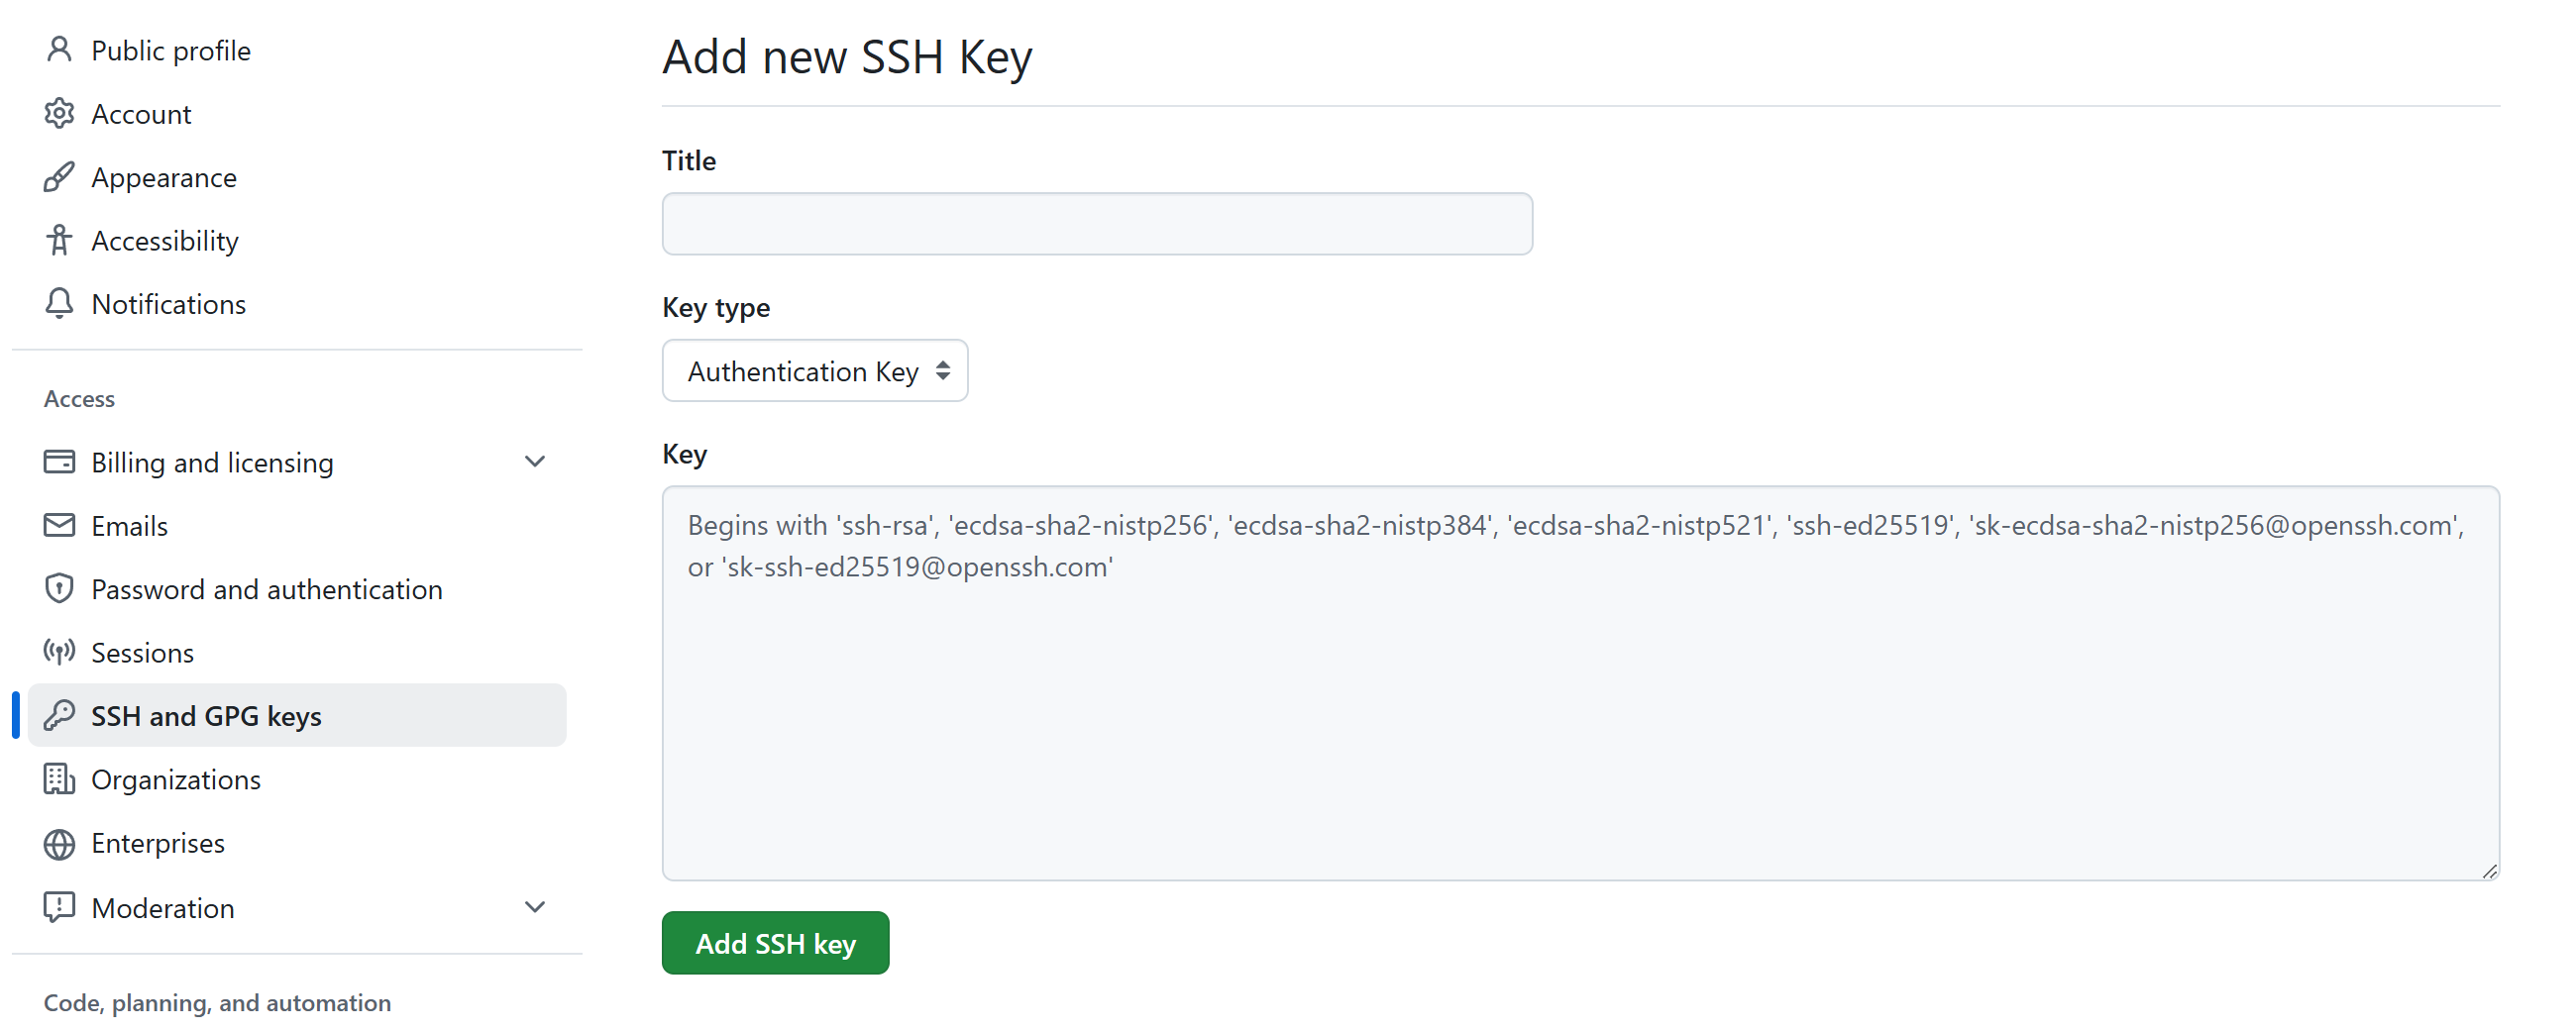 Public profile
Account
Appearance
Accessibility
Notifications
Access
Billing and licensing
Emails
Password and authentication
Sessions
SSH and GPG keys
Organizations
Enterprises
Moderation
Code, planning, and automation
Add new SSH Key
Title
Key type
Authentication Key
Key
Begins with 'ssh-rsa', 'ecdsa-sha2-nistp256', 'ecdsa-sha2-nistp384', 'ecdsa-sha2-nistp521', 'ssh-ed25519', 'sk-ecdsa-sha2-nistp256@openssh.com',
or 'sk-ssh-ed25519@openssh.com'
Add SSH key